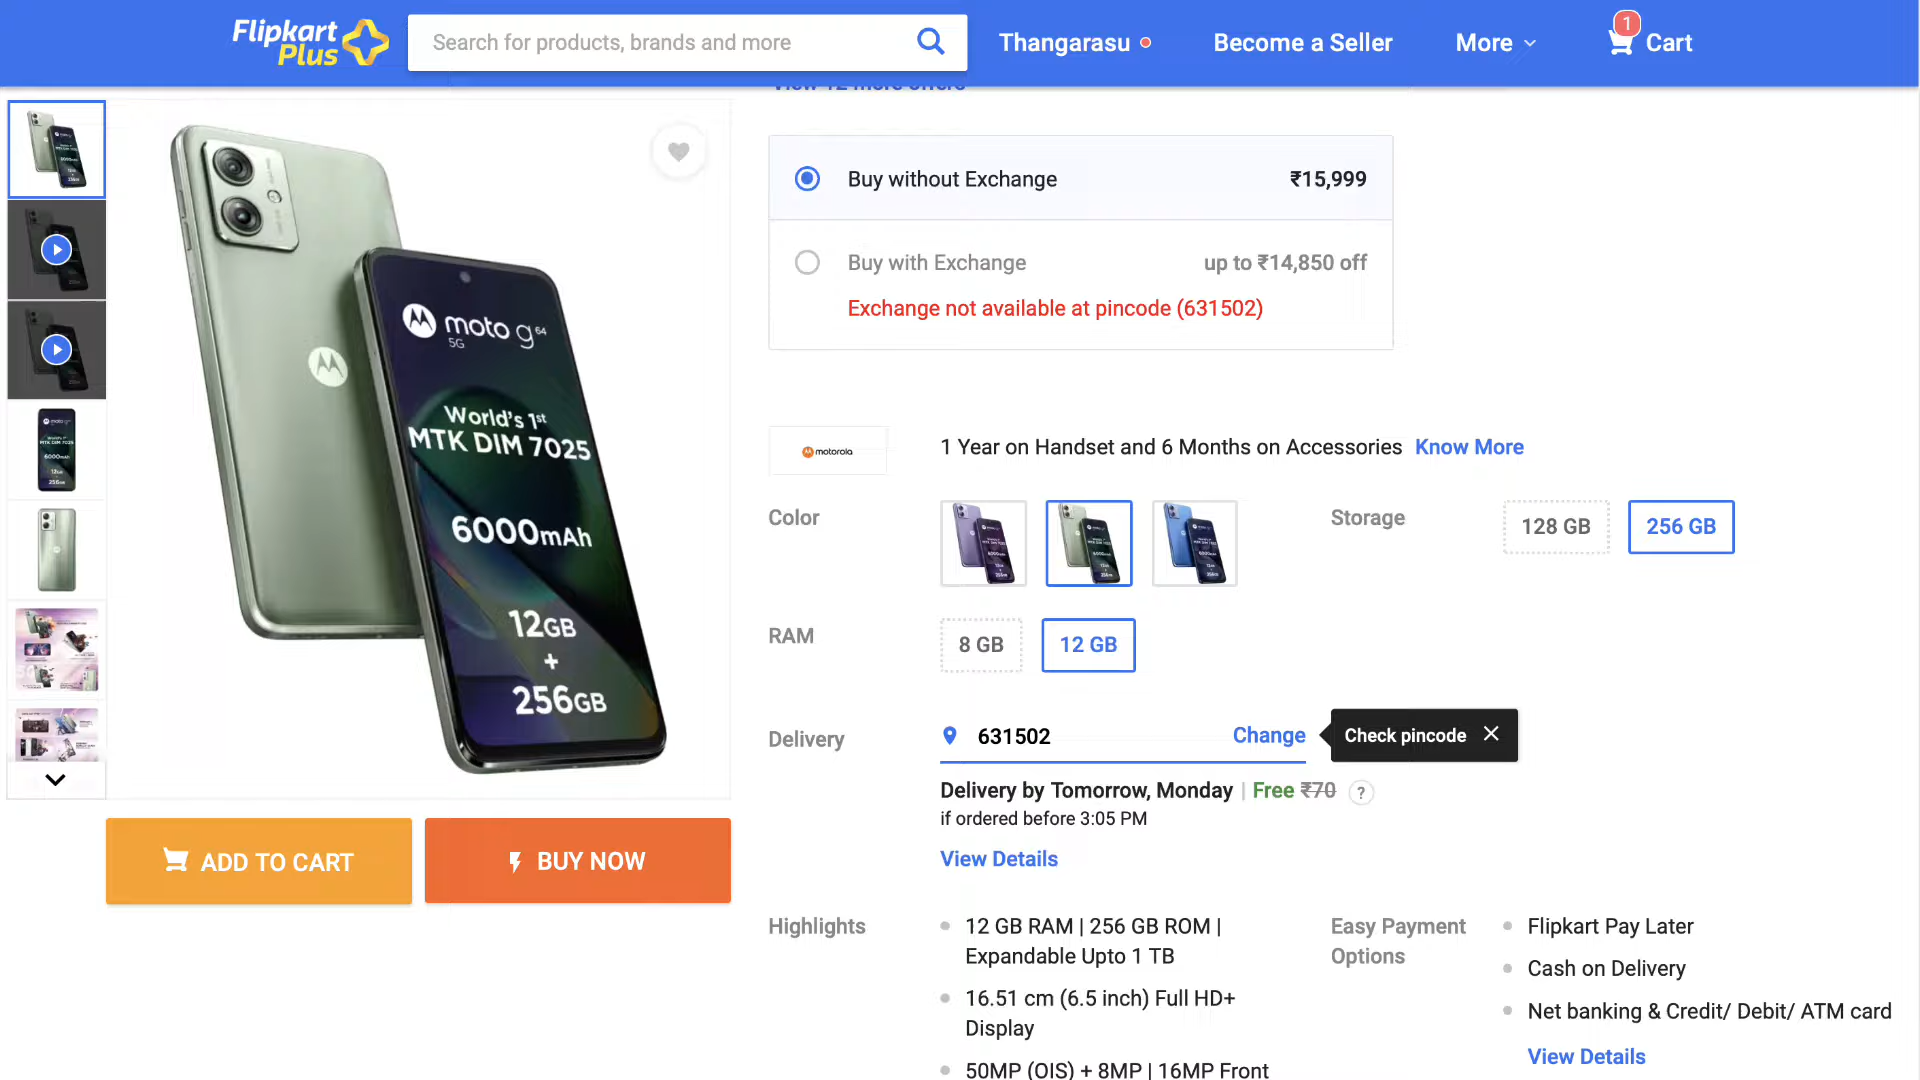 Flipkart
Plus
Search for products, brands and more
Thangarasu
Become a Seller
More
1
Cart
View 12 more offers
moto g64
5G
World's 1st
MTK DIM 7025
6000mAh
12GB
+
256GB
ADD TO CART
BUY NOW
Buy without Exchange
₹15,999
Buy with Exchange
up to ₹14,850 off
Exchange not available at pincode (631502)
motorola
1 Year on Handset and 6 Months on Accessories Know More
Color
Storage
128 GB
256 GB
RAM
8 GB
12 GB
Delivery
631502
Change
Check pincode
Delivery by Tomorrow, Monday | Free ₹70 ?
if ordered before 3:05 PM
View Details
Highlights
12 GB RAM | 256 GB ROM |
Expandable Upto 1 TB
16.51 cm (6.5 inch) Full HD+
Display
50MP (OIS) + 8MP | 16MP Front
Easy Payment
Options
Flipkart Pay Later
Cash on Delivery
Net banking & Credit/ Debit/ ATM card
View Details